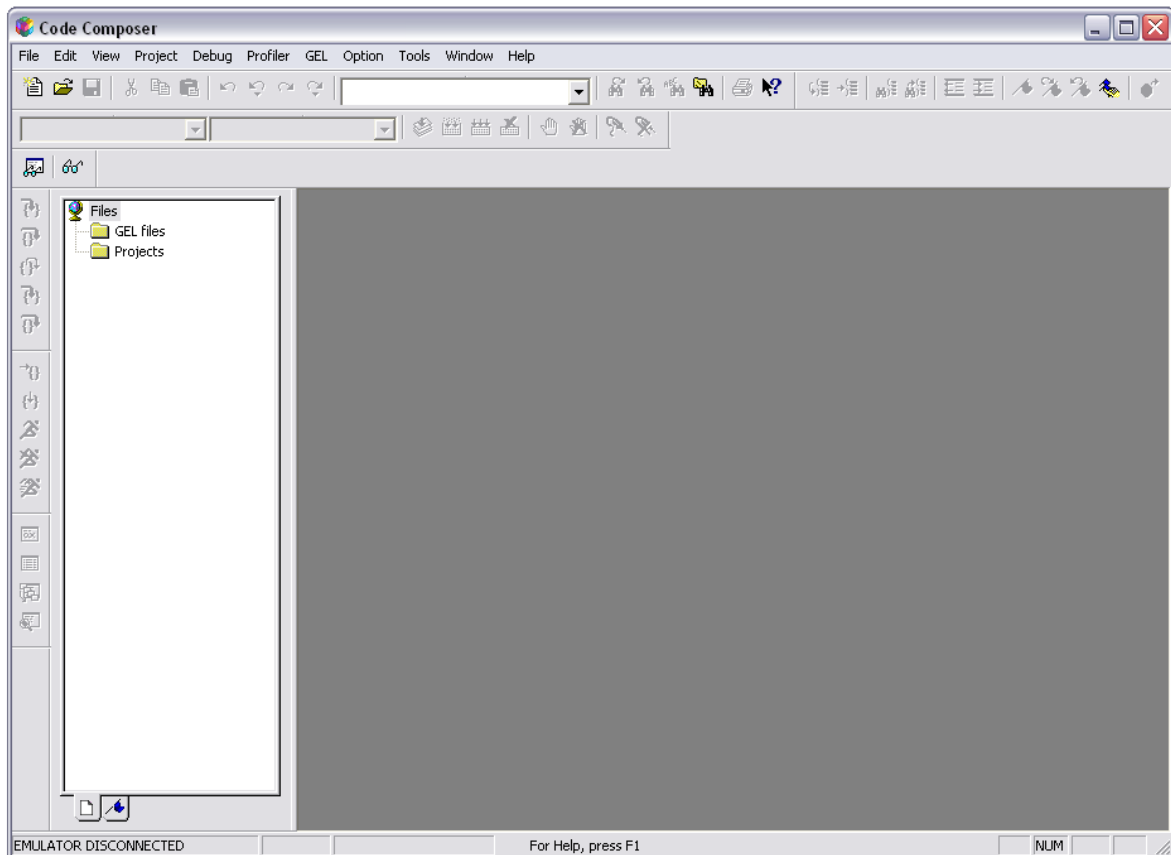 Code Composer
File Edit View Project Debug Profiler GEL Option Tools Window Help
Files
GEL files
Projects
EMULATOR DISCONNECTED For Help, press F1 NUM